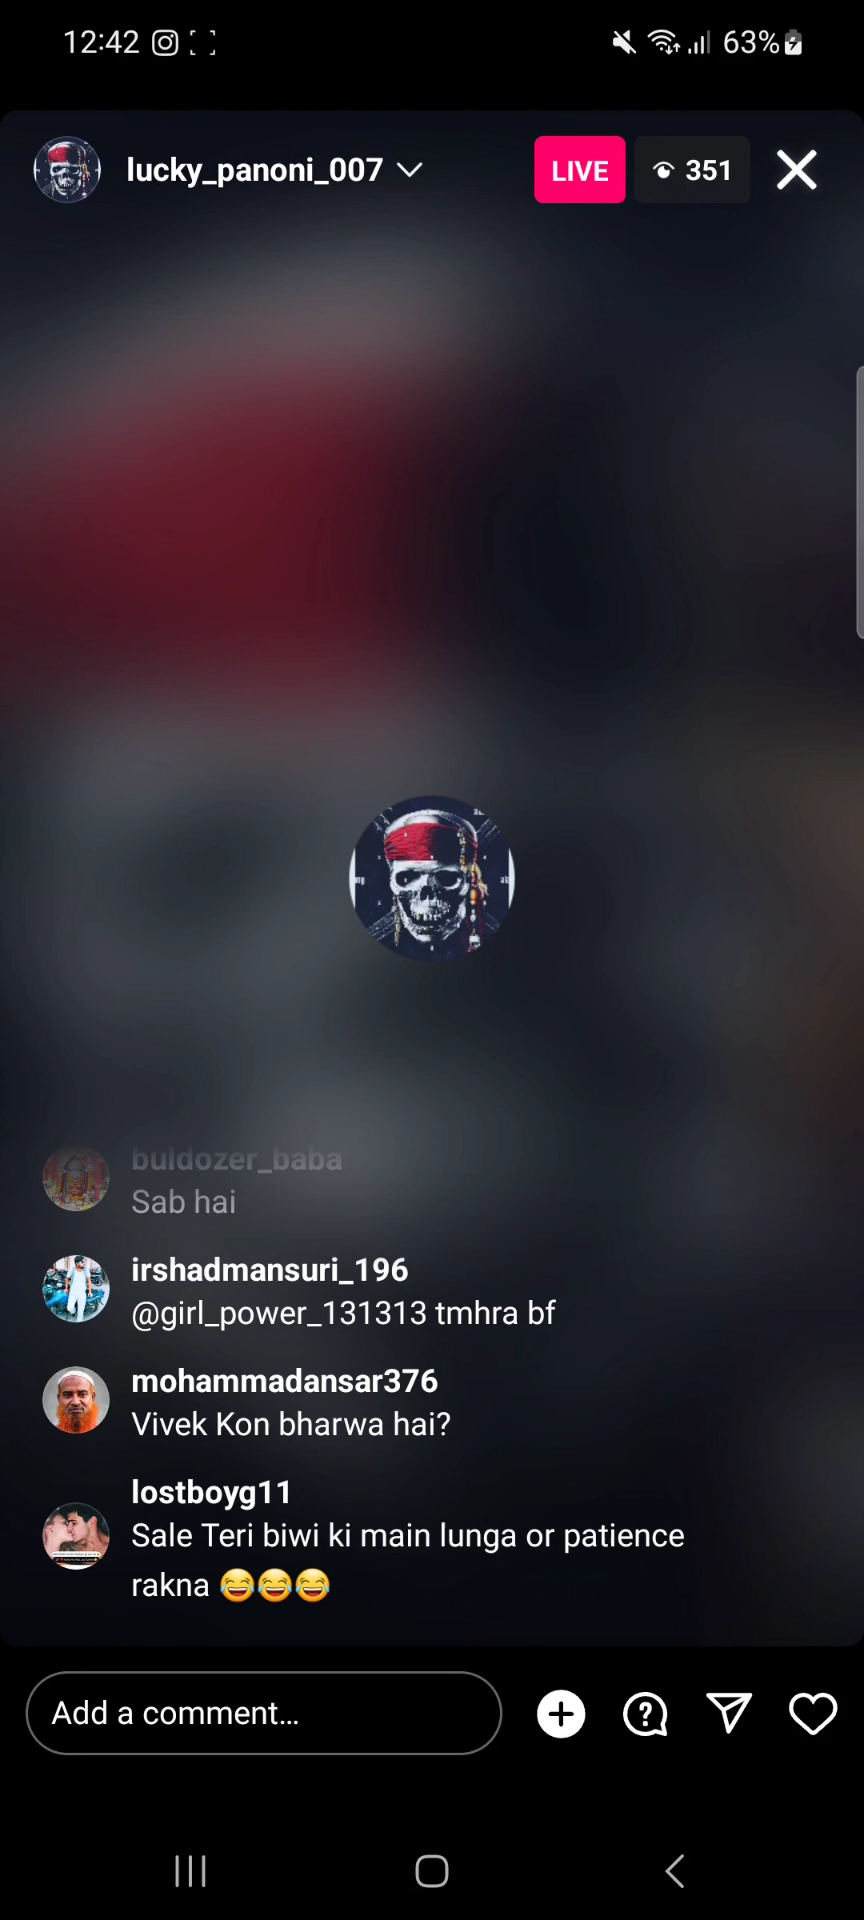 12:42
63%
lucky_panoni_007
LIVE
351
buldozer_baba
Sab hai
irshadmansuri_196
@girl_power_131313 tmhra bf
mohammadansar376
Vivek Kon bharwa hai?
lostboyg11
Sale Teri biwi ki main lunga or patience
rakna 😂😂😂
Add a comment...